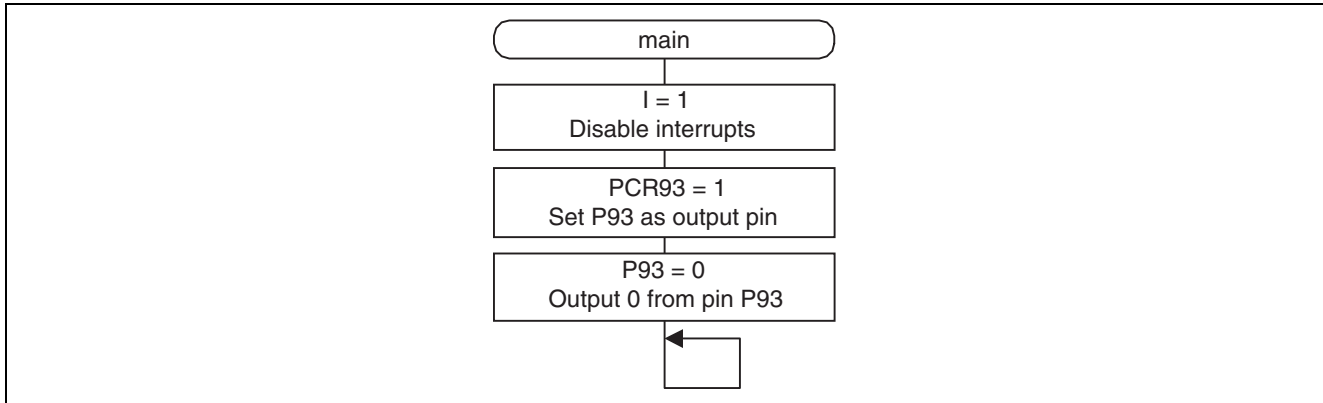 main
I = 1
Disable interrupts
PCR93 = 1
Set P93 as output pin
P93 = 0
Output 0 from pin P93